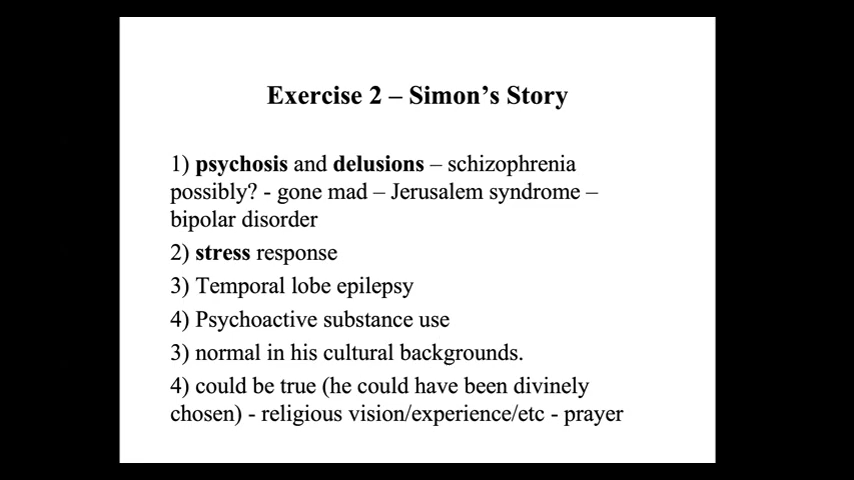 Exercise 2 – Simon's Story
1) psychosis and delusions – schizophrenia
possibly? - gone mad – Jerusalem syndrome –
bipolar disorder
2) stress response
3) Temporal lobe epilepsy
4) Psychoactive substance use
3) normal in his cultural backgrounds.
4) could be true (he could have been divinely
chosen) - religious vision/experience/etc - prayer